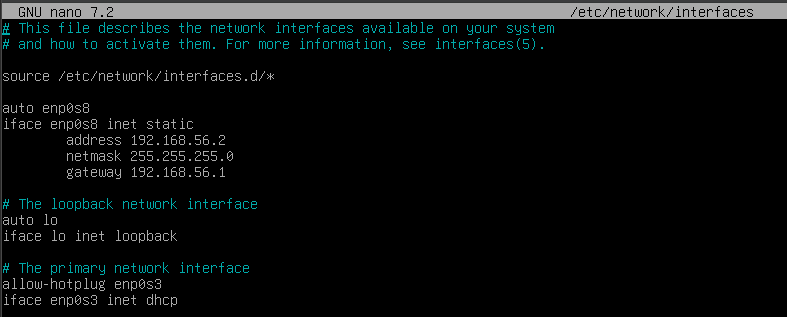 GNU nano 7.2 /etc/network/interfaces
# This file describes the network interfaces available on your system
# and how to activate them. For more information, see interfaces(5).
source /etc/network/interfaces.d/*
auto enp0s8
iface enp0s8 inet static
address 192.168.56.2
netmask 255.255.255.0
gateway 192.168.56.1
# The loopback network interface
auto lo
iface lo inet loopback
# The primary network interface
allow-hotplug enp0s3
iface enp0s3 inet dhcp